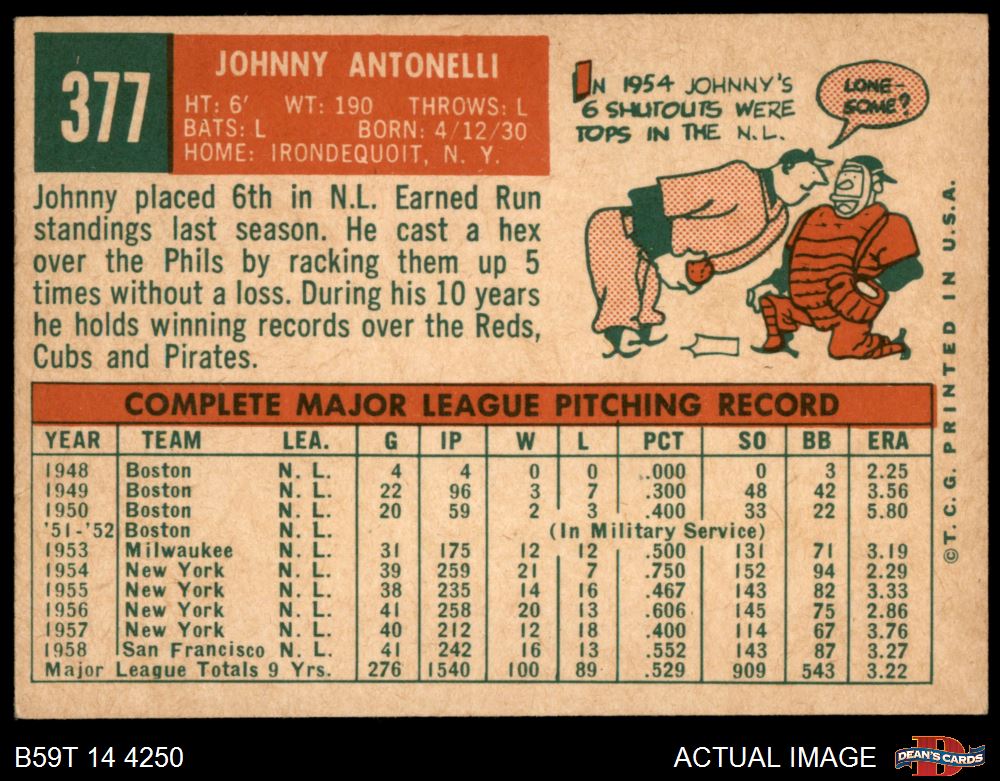 377
JOHNNY ANTONELLI
HT: 6' WT: 190 THROWS: L
BATS: L BORN: 4/12/30
HOME: IRONDEQUOIT, N. Y.
IN 1954 JOHNNY'S
6 SHUTOUTS WERE
TOPS IN THE N.L.
LONE
SOME?
Johnny placed 6th in N.L. Earned Run
standings last season. He cast a hex
over the Phils by racking them up 5
times without a loss. During his 10 years
he holds winning records over the Reds,
Cubs and Pirates.
COMPLETE MAJOR LEAGUE PITCHING RECORD
YEAR TEAM LEA. G IP W L PCT SO BB ERA
1948 Boston N. L. 4 4 0 0 .000 0 3 2.25
1949 Boston N. L. 22 96 3 7 .300 48 42 3.56
1950 Boston N. L. 20 59 2 3 .400 33 22 5.80
'51-'52 Boston N. L. (In Military Service)
1953 Milwaukee N. L. 31 175 12 12 .500 131 71 3.19
1954 New York N. L. 39 259 21 7 .750 152 94 2.29
1955 New York N. L. 38 235 14 16 .467 143 82 3.33
1956 New York N. L. 41 258 20 13 .606 145 75 2.86
1957 New York N. L. 40 212 12 18 .400 114 67 3.76
1958 San Francisco N. L. 41 242 16 13 .552 143 87 3.27
Major League Totals 9 Yrs. 276 1540 100 89 .529 909 543 3.22
©T. C. G. PRINTED IN U.S.A.
B59T 14 4250
ACTUAL IMAGE
D
DEAN'S CARDS